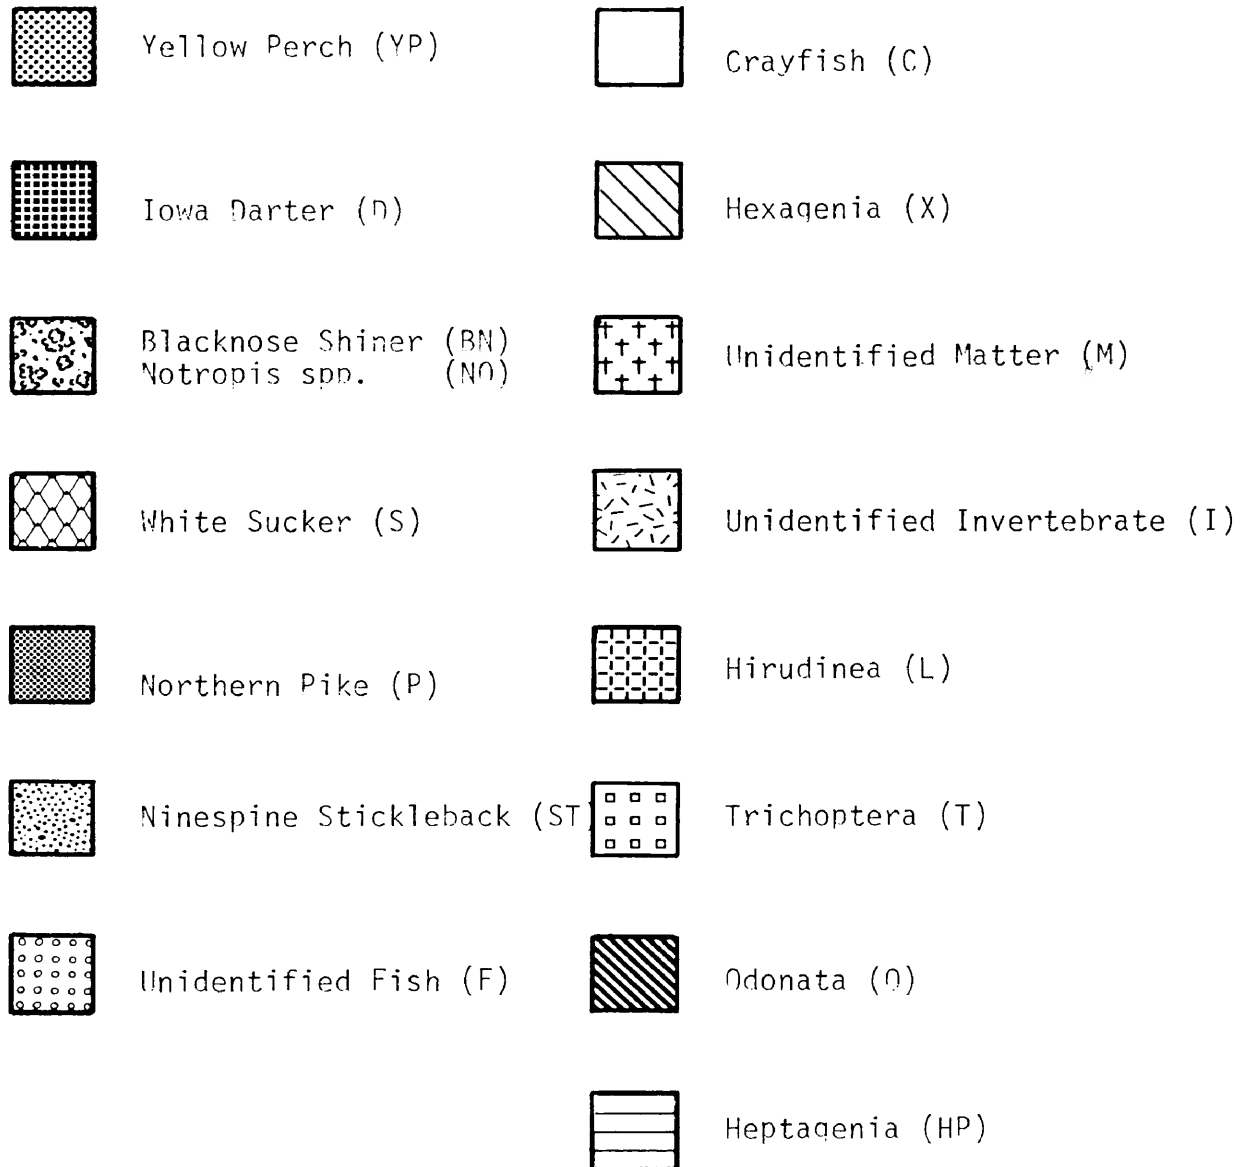 Yellow Perch (YP)
Iowa Darter (D)
Blacknose Shiner (BN)
Notropis spp. (NO)
White Sucker (S)
Northern Pike (P)
Ninespine Stickleback (ST)
Unidentified Fish (F)
Crayfish (C)
Hexagenia (X)
Unidentified Matter (M)
Unidentified Invertebrate (I)
Hirudinea (L)
Trichoptera (T)
Odonata (O)
Heptagenia (HP)